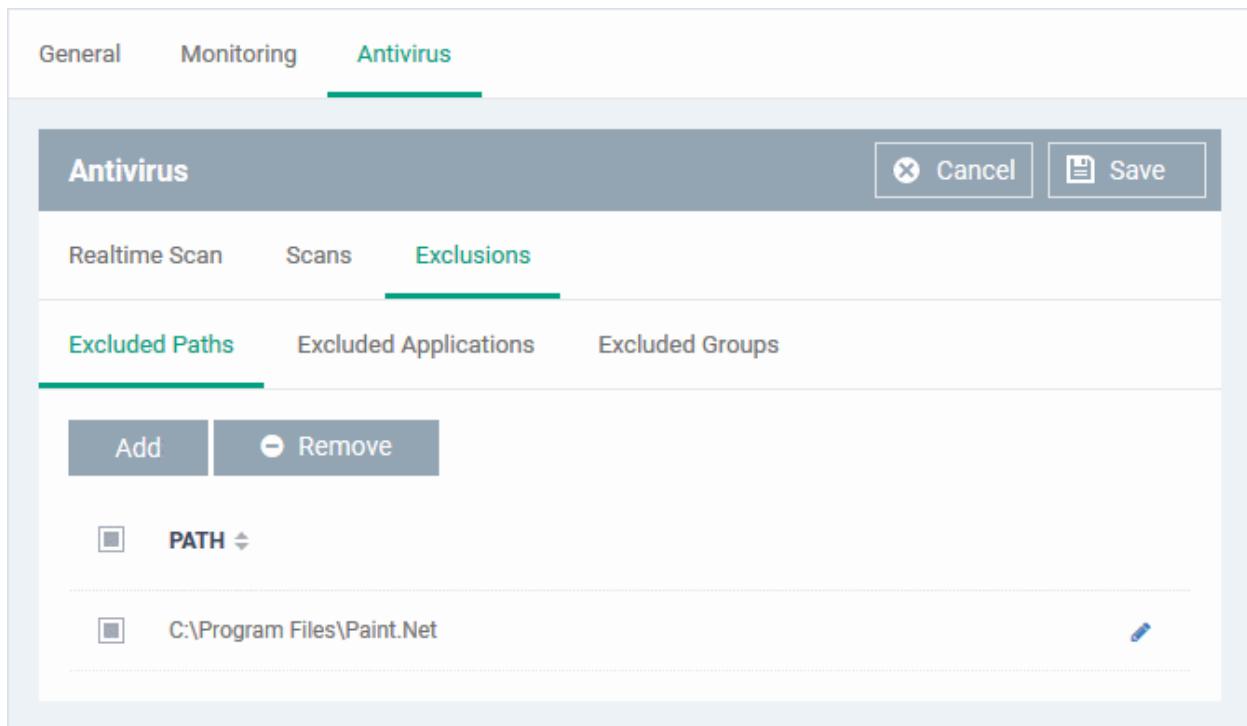 General Monitoring Antivirus
Antivirus Cancel Save
Realtime Scan Scans Exclusions
Excluded Paths Excluded Applications Excluded Groups
Add Remove
PATH
C:\Program Files\Paint.Net